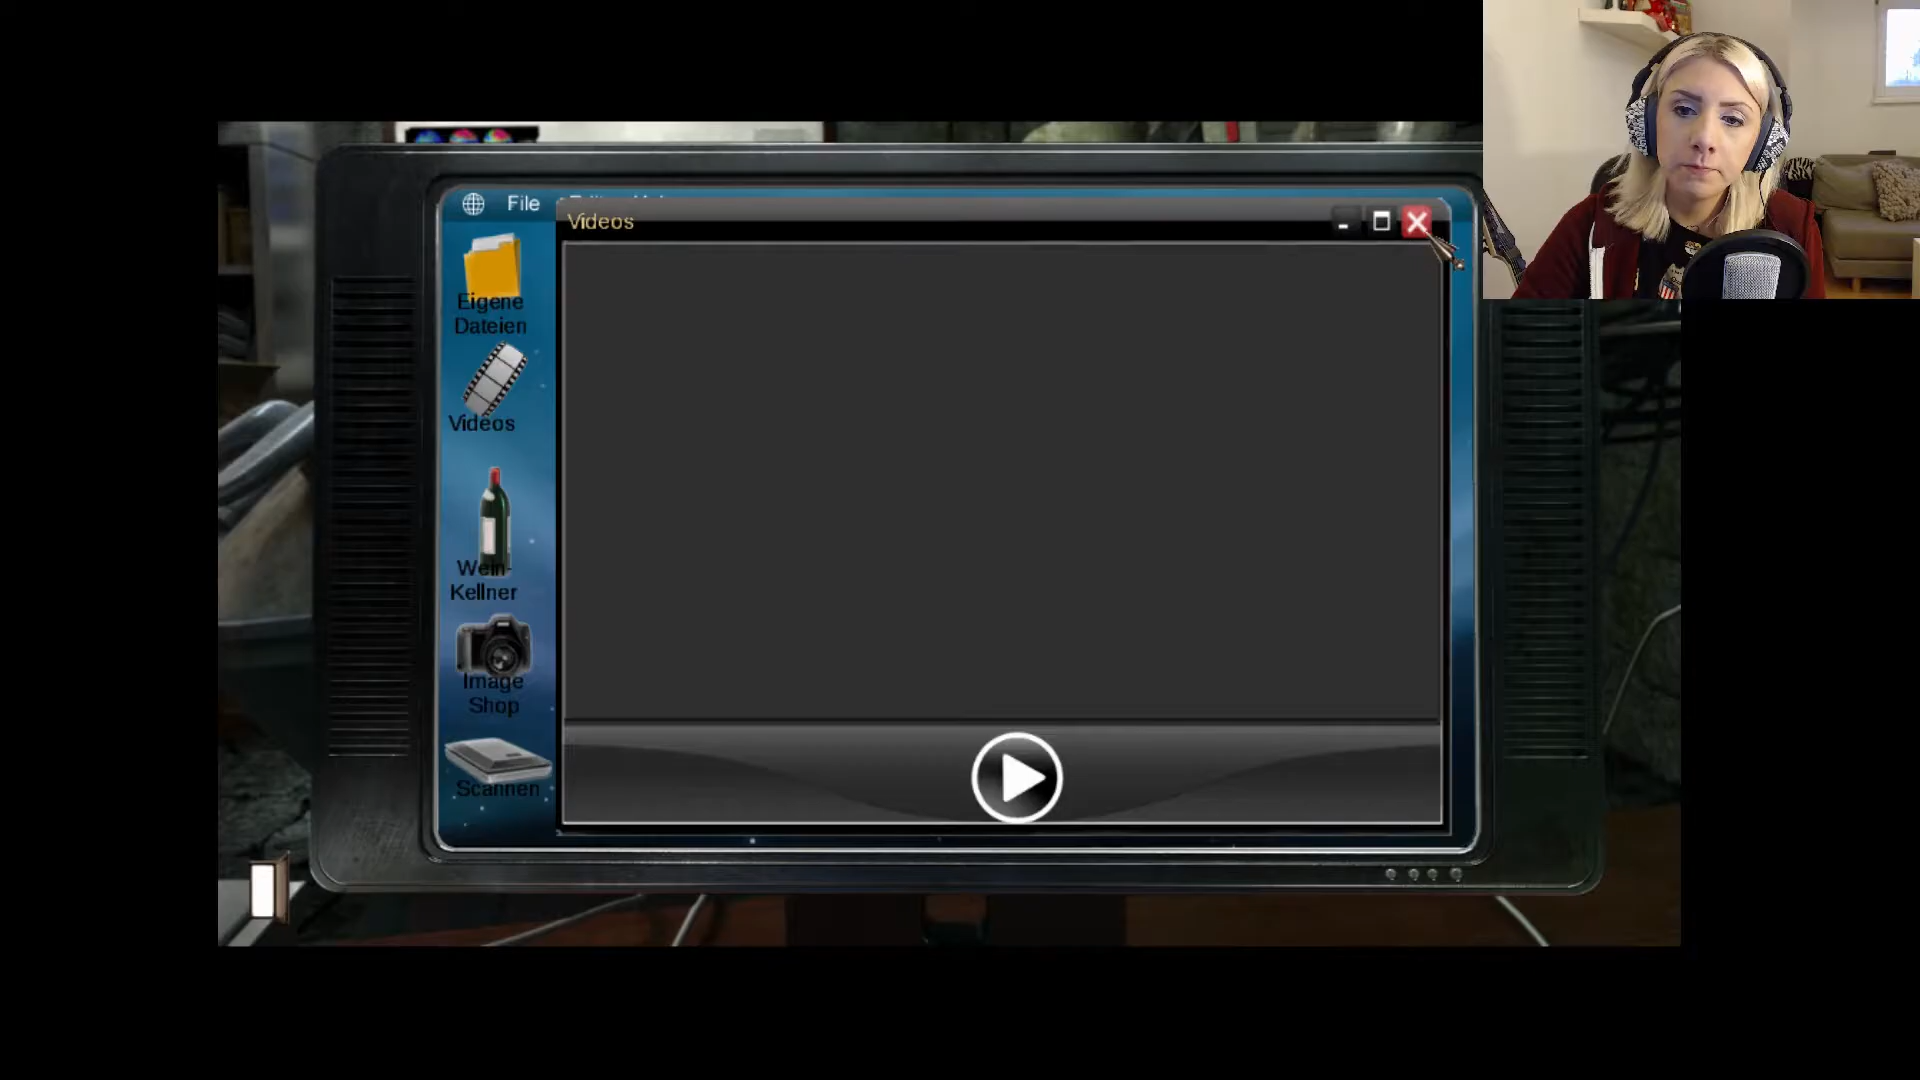 File
Videos
Eigene
Dateien
Videos
Wein-
Kellner
Image
Shop
Scannen